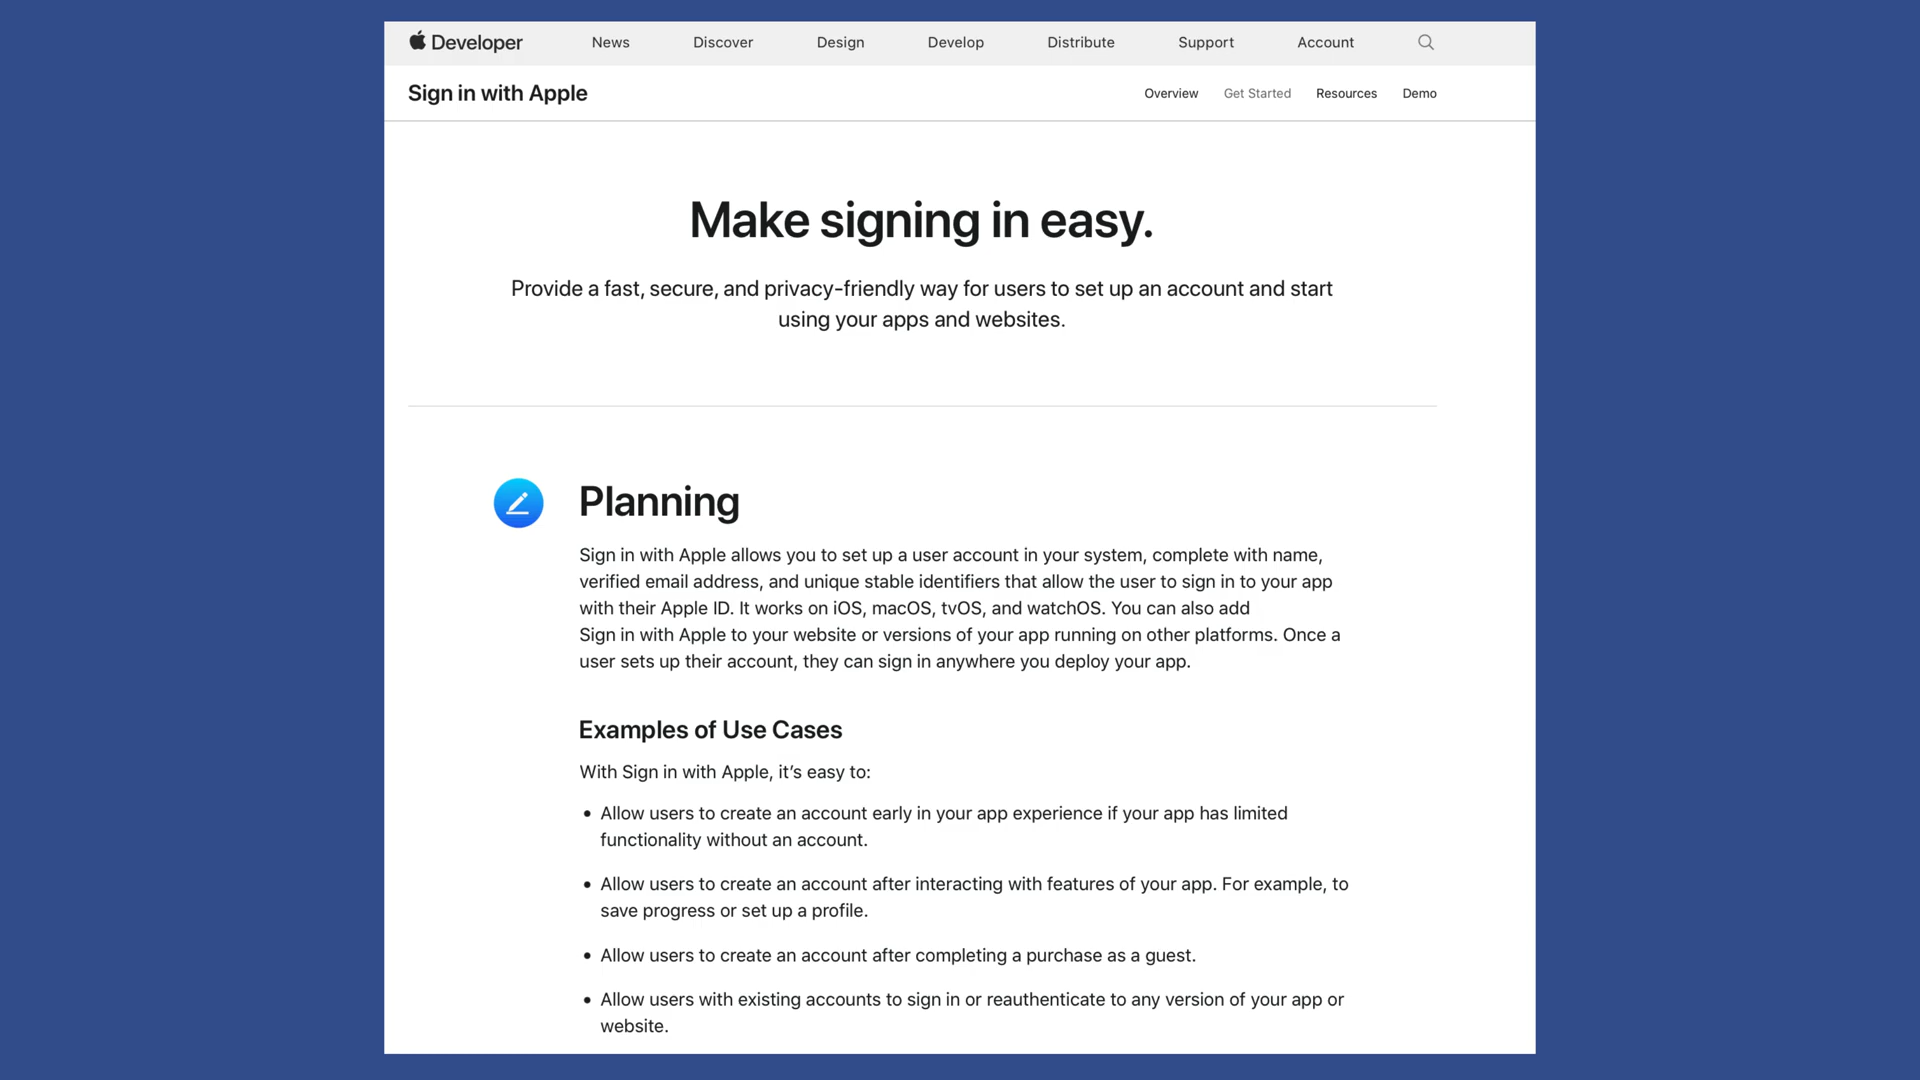 Developer News Discover Design Develop Distribute Support Account
Sign in with Apple Overview Get Started Resources Demo
Make signing in easy.
Provide a fast, secure, and privacy-friendly way for users to set up an account and start
using your apps and websites.
Planning
Sign in with Apple allows you to set up a user account in your system, complete with name,
verified email address, and unique stable identifiers that allow the user to sign in to your app
with their Apple ID. It works on iOS, macOS, tvOS, and watchOS. You can also add
Sign in with Apple to your website or versions of your app running on other platforms. Once a
user sets up their account, they can sign in anywhere you deploy your app.
Examples of Use Cases
With Sign in with Apple, it’s easy to:
• Allow users to create an account early in your app experience if your app has limited
functionality without an account.
• Allow users to create an account after interacting with features of your app. For example, to
save progress or set up a profile.
• Allow users to create an account after completing a purchase as a guest.
• Allow users with existing accounts to sign in or reauthenticate to any version of your app or
website.